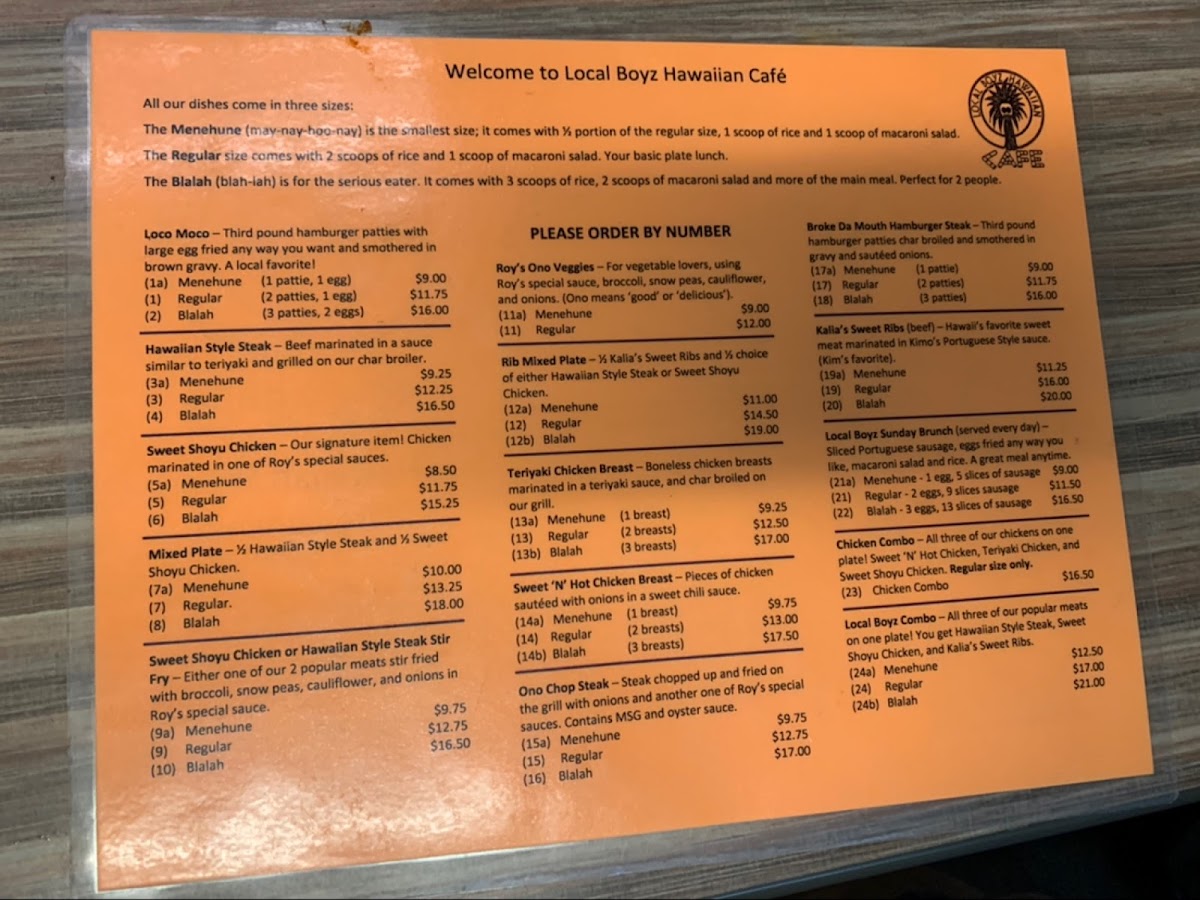 Welcome to Local Boyz Hawaiian Café
LOCAL BOYZ HAWAIIAN
CAFE
All our dishes come in three sizes:
The Menehune (may-nay-hoo-nay) is the smallest size; it comes with ½ portion of the regular size, 1 scoop of rice and 1 scoop of macaroni salad.
The Regular size comes with 2 scoops of rice and 1 scoop of macaroni salad. Your basic plate lunch.
The Blalah (blah-lah) is for the serious eater. It comes with 3 scoops of rice, 2 scoops of macaroni salad and more of the main meal. Perfect for 2 people.
Loco Moco – Third pound hamburger patties with
large egg fried any way you want and smothered in
brown gravy. A local favorite!
(1a) Menehune (1 pattie, 1 egg) $9.00
(1) Regular (2 patties, 1 egg) $11.75
(2) Blalah (3 patties, 2 eggs) $16.00
Hawaiian Style Steak – Beef marinated in a sauce
similar to teriyaki and grilled on our char broiler.
(3a) Menehune $9.25
(3) Regular $12.25
(4) Blalah $16.50
Sweet Shoyu Chicken – Our signature item! Chicken
marinated in one of Roy's special sauces.
(5a) Menehune $8.50
(5) Regular $11.75
(6) Blalah $15.25
Mixed Plate – ½ Hawaiian Style Steak and ½ Sweet
Shoyu Chicken.
(7a) Menehune $10.00
(7) Regular. $13.25
(8) Blalah $18.00
Sweet Shoyu Chicken or Hawaiian Style Steak Stir
Fry – Either one of our 2 popular meats stir fried
with broccoli, snow peas, cauliflower, and onions in
Roy's special sauce.
(9a) Menehune $9.75
(9) Regular $12.75
(10) Blalah $16.50
PLEASE ORDER BY NUMBER
Roy's Ono Veggies – For vegetable lovers, using
Roy's special sauce, broccoli, snow peas, cauliflower,
and onions. (Ono means 'good' or 'delicious').
(11a) Menehune $9.00
(11) Regular $12.00
Rib Mixed Plate – ½ Kalia's Sweet Ribs and ½ choice
of either Hawaiian Style Steak or Sweet Shoyu
Chicken.
(12a) Menehune $11.00
(12) Regular $14.50
(12b) Blalah $19.00
Teriyaki Chicken Breast – Boneless chicken breasts
marinated in a teriyaki sauce, and char broiled on
our grill.
(13a) Menehune (1 breast) $9.25
(13) Regular (2 breasts) $12.50
(13b) Blalah (3 breasts) $17.00
Sweet 'N' Hot Chicken Breast – Pieces of chicken
sautéed with onions in a sweet chili sauce.
(14a) Menehune (1 breast) $9.75
(14) Regular (2 breasts) $13.00
(14b) Blalah (3 breasts) $17.50
Ono Chop Steak – Steak chopped up and fried on
the grill with onions and another one of Roy's special
sauces. Contains MSG and oyster sauce.
(15a) Menehune $9.75
(15) Regular $12.75
(16) Blalah $17.00
Broke Da Mouth Hamburger Steak – Third pound
hamburger patties char broiled and smothered in
gravy and sautéed onions.
(17a) Menehune (1 pattie) $9.00
(17) Regular (2 patties) $11.75
(18) Blalah (3 patties) $16.00
Kalia's Sweet Ribs (beef) – Hawaii's favorite sweet
meat marinated in Kimo's Portuguese Style sauce.
(Kim's favorite).
(19a) Menehune $11.25
(19) Regular $16.00
(20) Blalah $20.00
Local Boyz Sunday Brunch (served every day) –
Sliced Portuguese sausage, eggs fried any way you
like, macaroni salad and rice. A great meal anytime.
(21a) Menehune - 1 egg, 5 slices of sausage $9.00
(21) Regular - 2 eggs, 9 slices sausage $11.50
(22) Blalah - 3 eggs, 13 slices of sausage $16.50
Chicken Combo – All three of our chickens on one
plate! Sweet 'N' Hot Chicken, Teriyaki Chicken, and
Sweet Shoyu Chicken. Regular size only.
(23) Chicken Combo $16.50
Local Boyz Combo – All three of our popular meats
on one plate! You get Hawaiian Style Steak, Sweet
Shoyu Chicken, and Kalia's Sweet Ribs.
(24a) Menehune $12.50
(24) Regular $17.00
(24b) Blalah $21.00